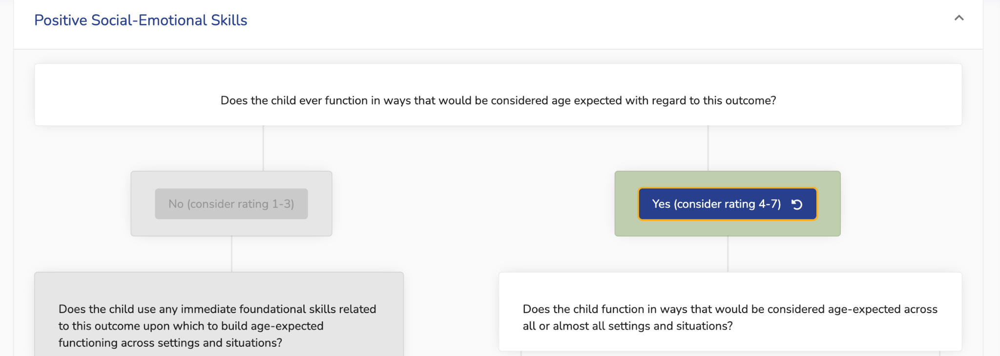 Positive Social-Emotional Skills
Does the child ever function in ways that would be considered age expected with regard to this outcome?
No (consider rating 1-3)
Yes (consider rating 4-7)
Does the child use any immediate foundational skills related
to this outcome upon which to build age-expected
functioning across settings and situations?
Does the child function in ways that would be considered age-expected across
all or almost all settings and situations?